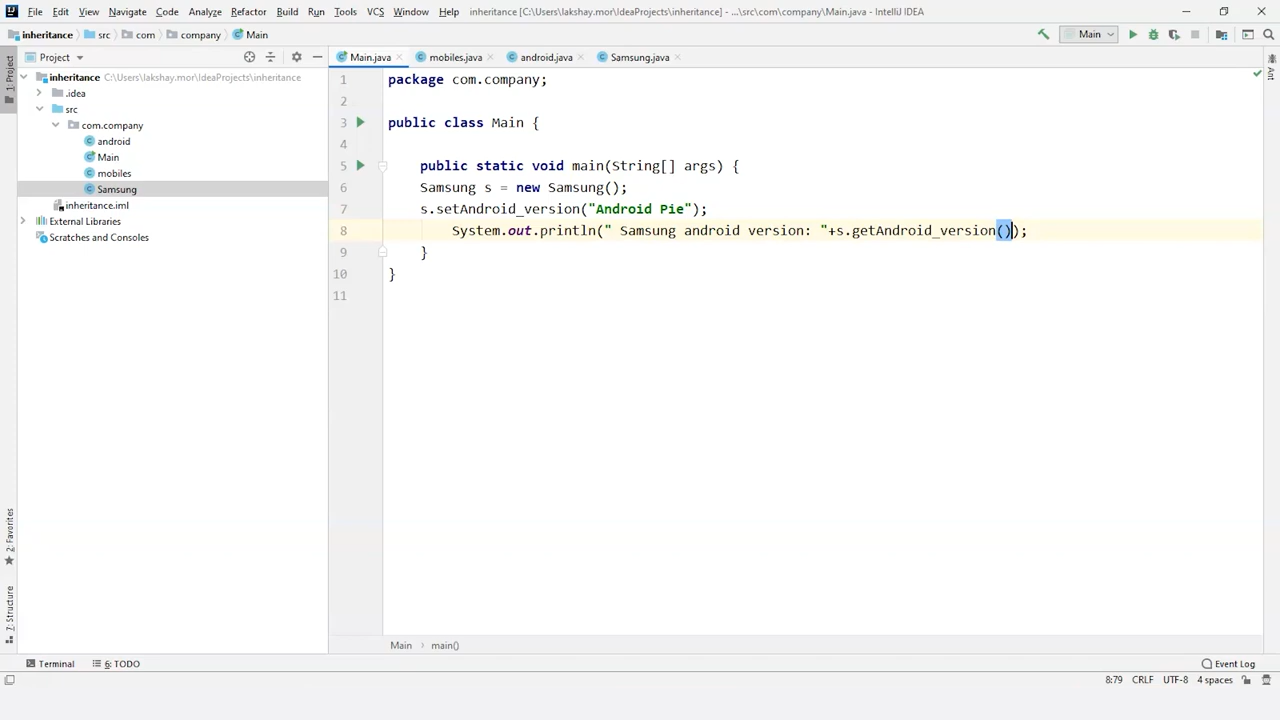 File Edit View Navigate Code Analyze Refactor Build Run Tools VCS Window Help inheritance [C:\Users\lakshay.mor\IdeaProjects\inheritance] - ...\src\com\company\Main.java - IntelliJ IDEA
inheritance src com company Main Main
Project Main.java mobiles.java android.java Samsung.java
1: Project
Ant
inheritance C:\Users\lakshay.mor\IdeaProjects\inheritance
.idea
src
com.company
android
Main
mobiles
Samsung
inheritance.iml
External Libraries
Scratches and Consoles
1 package com.company;
2
3 public class Main {
4
5 public static void main(String[] args) {
6 Samsung s = new Samsung();
7 s.setAndroid_version("Android Pie");
8 System.out.println(" Samsung android version: "+s.getAndroid_version());
9 }
10 }
11
2: Favorites
7: Structure
Main main()
Terminal 6: TODO Event Log
8:79 CRLF UTF-8 4 spaces